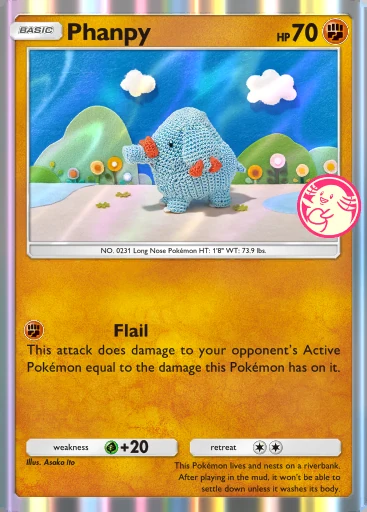 BASIC Phanpy HP 70
NO. 0231 Long Nose Pokémon HT: 1'8" WT: 73.9 lbs.
Flail
This attack does damage to your opponent's Active
Pokémon equal to the damage this Pokémon has on it.
weakness +20 retreat
Illus. Asako Ito
This Pokémon lives and nests on a riverbank.
After playing in the mud, it won't be able to
settle down unless it washes its body.